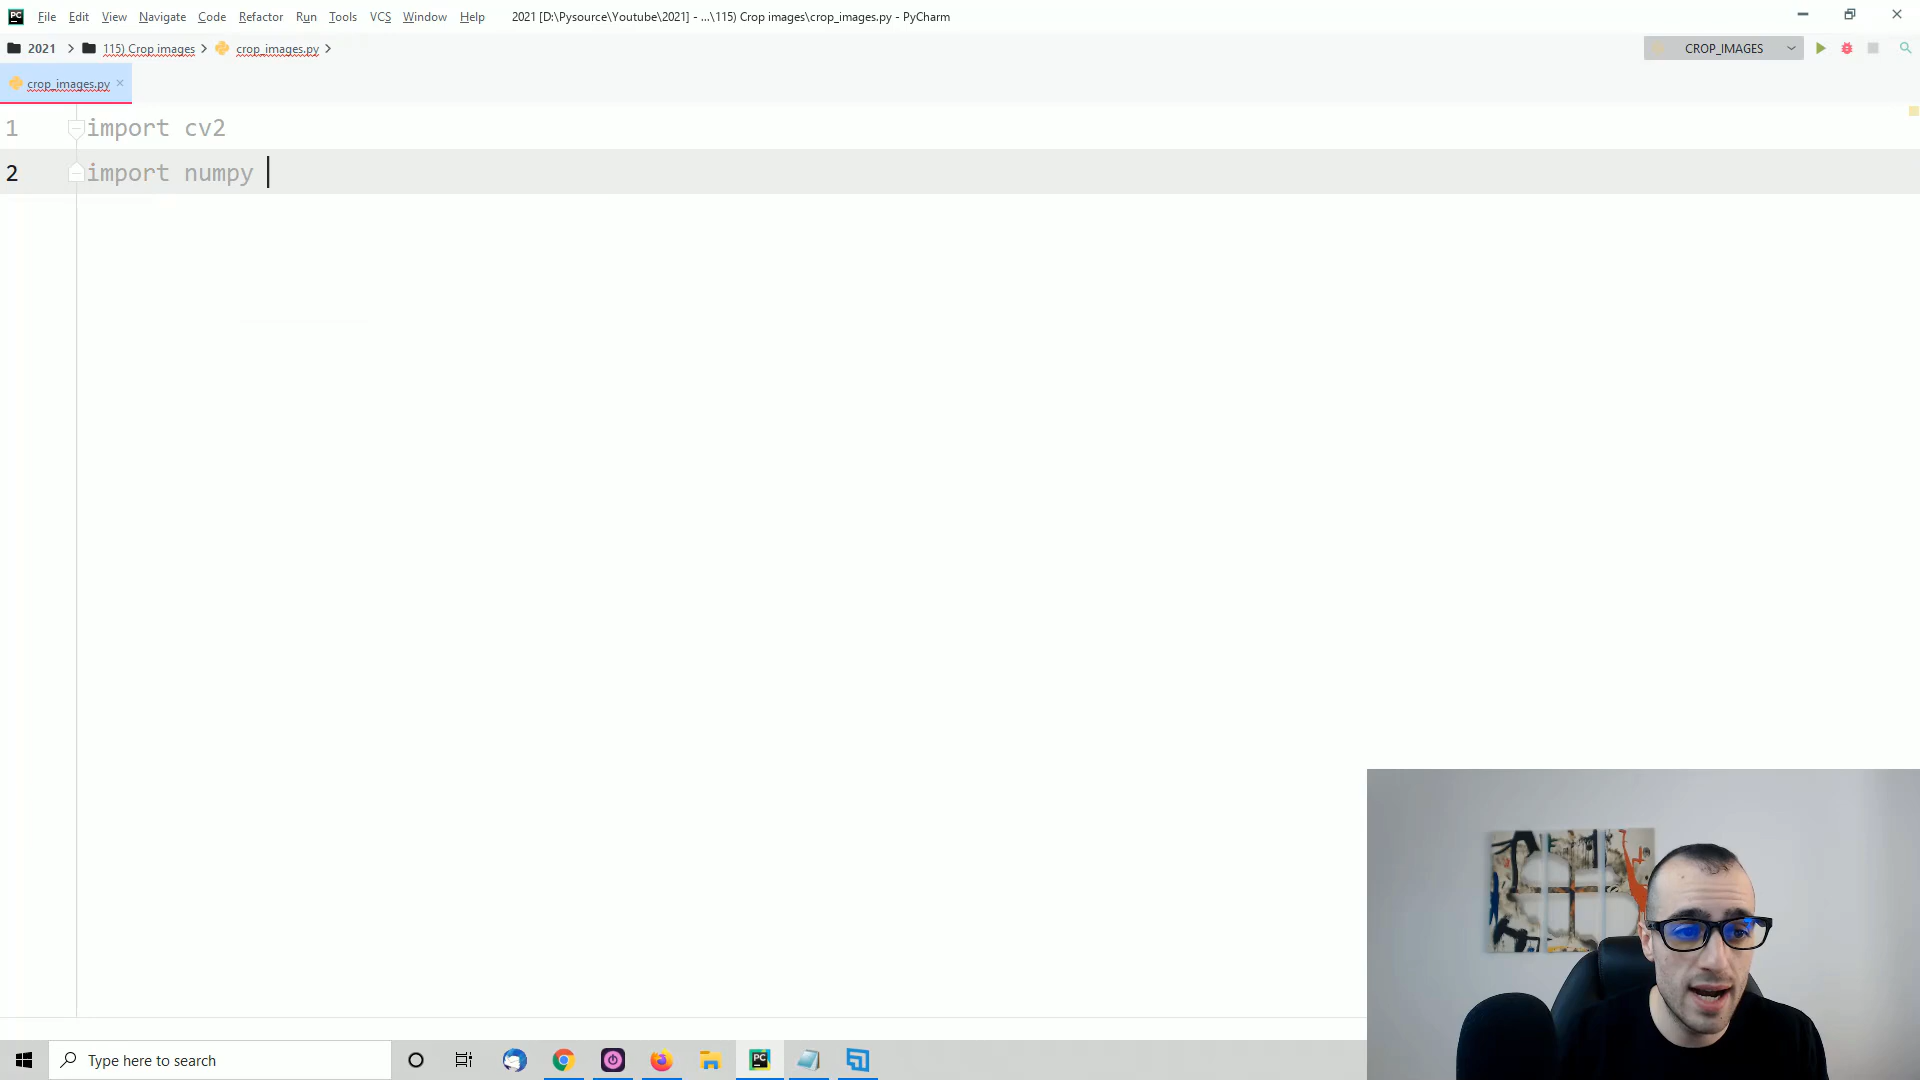 PC File Edit View Navigate Code Refactor Run Tools VCS Window Help 2021 [D:\Pysource\Youtube\2021] - ...\115) Crop images\crop_images.py - PyCharm
2021 115) Crop images crop_images.py CROP_IMAGES
crop_images.py
1 import cv2
2 import numpy
Type here to search PC